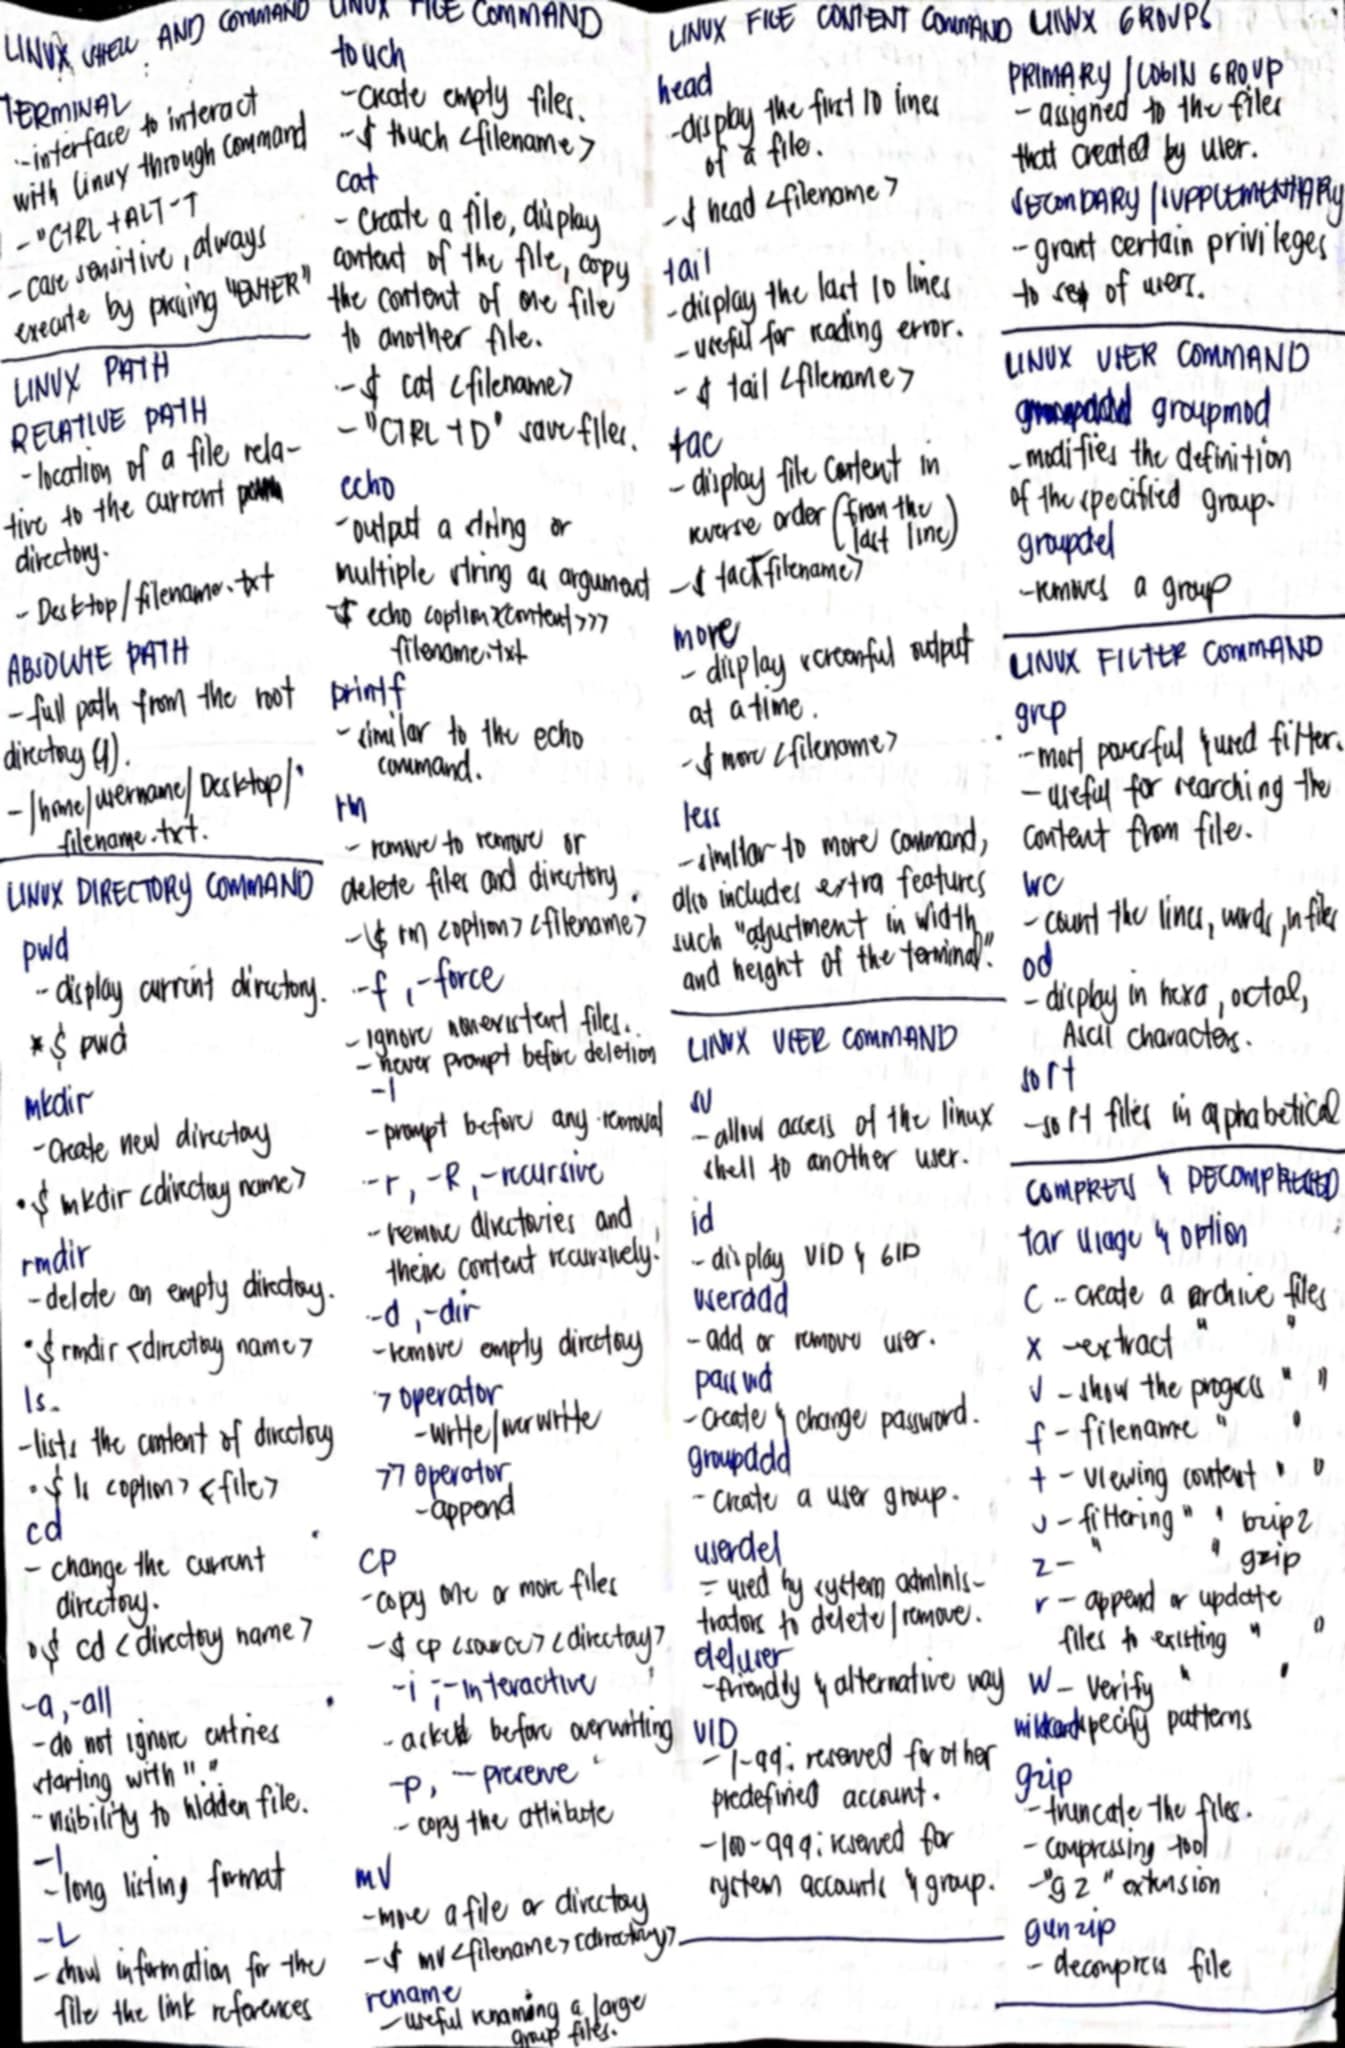 LINUX SHELL AND COMMAND
TERMINAL
- interface to interact
with linux through command
- "CTRL + ALT - T
- case sensitive, always
execute by pressing "ENTER"
LINUX PATH
RELATIVE PATH
- location of a file rela-
tive to the current
directory.
- Desktop/filename.txt
ABSOLUTE PATH
- full path from the root
directory (/).
- /home/username/Desktop/
filename.txt.
LINUX DIRECTORY COMMAND
pwd
- display current directory.
* $ pwd
mkdir
- create new directory
• $ mkdir <directory name>
rmdir
- delete an empty directory.
• $ rmdir <directory name>
ls
- lists the content of directory
• $ ls <option> <file>
cd
- change the current
directory.
• $ cd <directory name>
-a, -all
- do not ignore entries
starting with "."
- visibility to hidden file.
-l
- long listing format
-L
- show information for the
file the link references
LINUX FILE COMMAND
touch
- create empty files.
- $ touch <filename>
cat
- create a file, display
content of the file, copy
the content of one file
to another file.
- $ cat <filename>
- "CTRL + D" save files.
echo
- output a string or
multiple string as argument
- $ echo <option><content>>>
filename.txt
printf
- similar to the echo
command.
rm
- remove to remove or
delete files and directory
- $ rm <option> <filename>
-f, -force
- ignore nonexistent files.
- never prompt before deletion
-I
- prompt before any removal
-r, -R, -recursive
- remove directories and
their content recursively.
-d, -dir
- remove empty directory
> operator
- write/overwrite
>> operator
- append
CP
- copy one or more files
- $ cp <source> <directory>
-i, -interactive
- asked before overwriting
-p, --preserve
- copy the attribute
mv
- move a file or directory
- $ mv <filename> <directory>
rename
- useful renaming a large
group files.
LINUX FILE CONTENT COMMAND
head
- display the first 10 lines
of a file.
- $ head <filename>
tail
- display the last 10 lines
- useful for reading error.
- $ tail <filename>
tac
- display file content in
reverse order (from the
last line)
- $ tac <filename>
more
- display screenful output
at a time.
- $ more <filename>
less
- similar to more command,
also includes extra features
such "adjustment in width
and height of the terminal".
LINUX USER COMMAND
su
- allow access of the linux
shell to another user.
id
- display UID & GID
useradd
- add or remove user.
passwd
- create & change password.
groupadd
- create a user group.
userdel
- used by system adminis-
trators to delete/remove.
deluser
- friendly & alternative way
UID
- 1-99: reserved for other
predefined account.
- 100-999: reserved for
system accounts & group.
LINUX GROUPS
PRIMARY / LOGIN GROUP
- assigned to the files
that created by user.
SECONDARY / SUPPLEMENTARY
- grant certain privileges
to set of users.
LINUX USER COMMAND
groupmod
- modifies the definition
of the specified group.
groupdel
- removes a group
LINUX FILTER COMMAND
grep
- most powerful & used filter.
- useful for searching the
content from file.
wc
- count the lines, words, in files
od
- display in hexa, octal,
Ascii characters.
sort
- sort files in alphabetical
COMPRESS & DECOMPRESSED
tar usage & option
C - create a archive files
x - extract " "
v - show the progress " "
f - filename " "
t - viewing content " "
j - filtering " " bzip2
z - " " gzip
r - append or update
files to existing " "
W - Verify " "
wildcard specify patterns
gzip
- truncate the files.
- compressing tool
- "gz" extension
gunzip
- decompress file